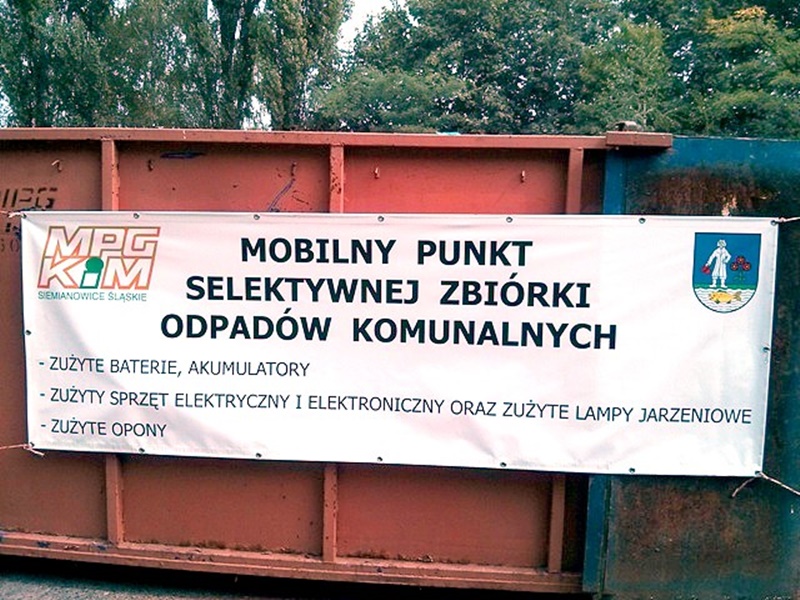 MPG
MPG
KiM
SIEMIANOWICE ŚLĄSKIE
MOBILNY PUNKT
SELEKTYWNEJ ZBIÓRKI
ODPADÓW KOMUNALNYCH
- ZUŻYTE BATERIE, AKUMULATORY
- ZUŻYTY SPRZĘT ELEKTRYCZNY I ELEKTRONICZNY ORAZ ZUŻYTE LAMPY JARZENIOWE
- ZUŻYTE OPONY